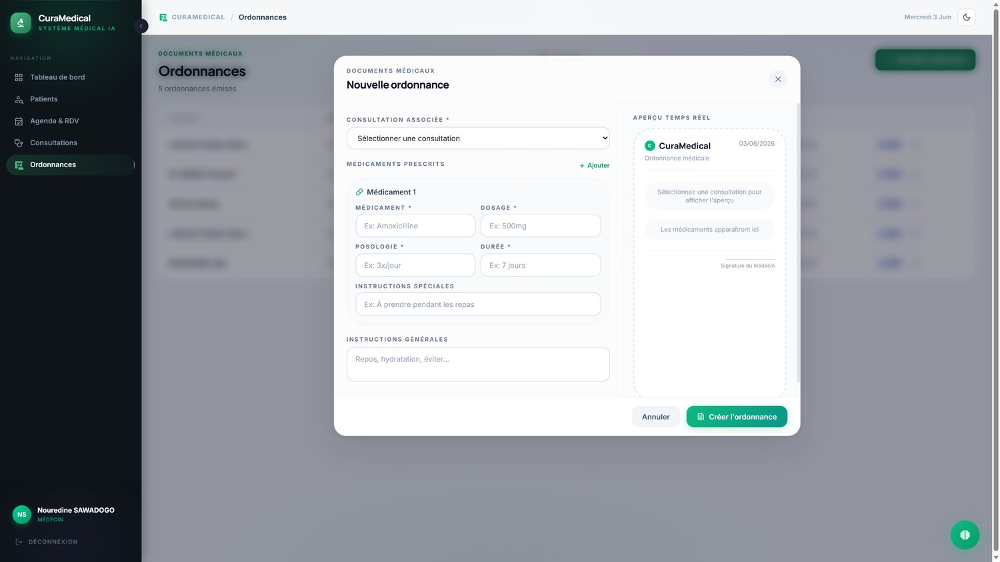 CuraMedical
SYSTÈME MÉDICAL IA
NAVIGATION
Tableau de bord
Patients
Agenda & RDV
Consultations
Ordonnances
Nouredine SAWADOGO
NS
MÉDECIN
DÉCONNEXION
CURAMEDICAL / Ordonnances
Mercredi 3 Juin
DOCUMENTS MÉDICAUX
Ordonnances
5 ordonnances émises
DOCUMENTS MÉDICAUX
Nouvelle ordonnance
CONSULTATION ASSOCIÉE *
Sélectionner une consultation
MÉDICAMENTS PRESCRITS
+ Ajouter
Médicament 1
MÉDICAMENT *
DOSAGE *
Ex: Amoxicilline
Ex: 500mg
POSOLOGIE *
DURÉE *
Ex: 3x/jour
Ex: 7 jours
INSTRUCTIONS SPÉCIALES
Ex: À prendre pendant les repas
INSTRUCTIONS GÉNÉRALES
Repos, hydratation, éviter...
APERÇU TEMPS RÉEL
C CuraMedical
03/06/2026
Ordonnance médicale
Sélectionnez une consultation pour
afficher l'aperçu
Les médicaments apparaîtront ici
Signature du médecin
Annuler
Créer l'ordonnance